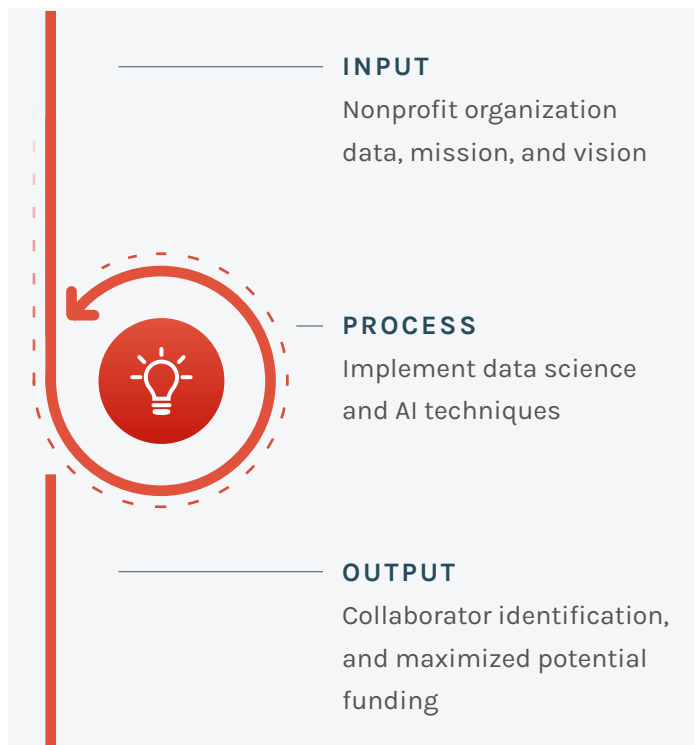 INPUT
Nonprofit organization
data, mission, and vision
PROCESS
Implement data science
and AI techniques
OUTPUT
Collaborator identification,
and maximized potential
funding